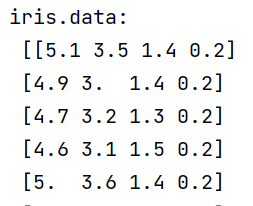 iris.data:
[[5.1 3.5 1.4 0.2]
[4.9 3.  1.4 0.2]
[4.7 3.2 1.3 0.2]
[4.6 3.1 1.5 0.2]
[5.  3.6 1.4 0.2]